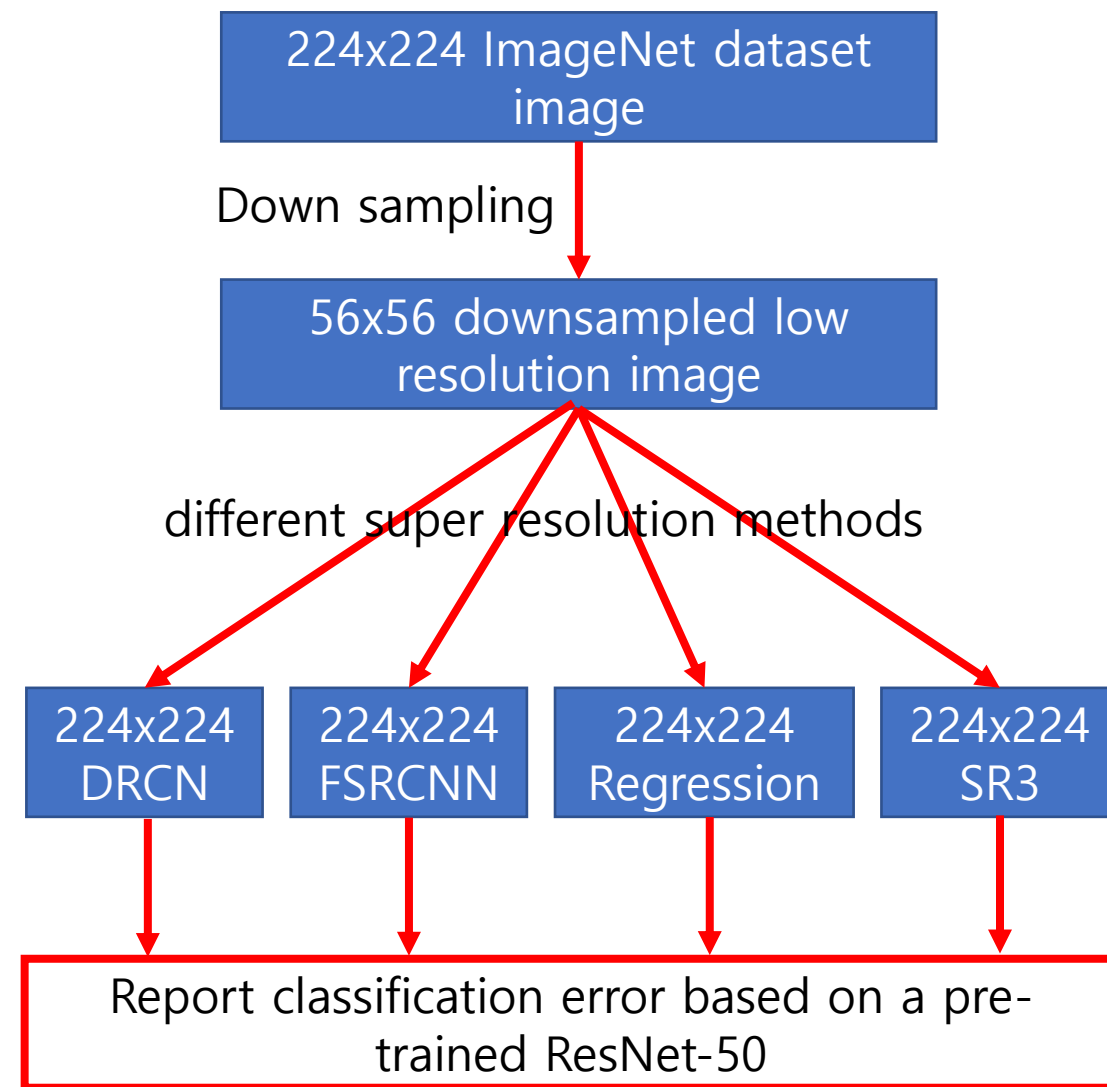 224x224 ImageNet dataset
image
Down sampling
56x56 downsampled low
resolution image
different super resolution methods
224x224
DRCN
224x224
FSRCNN
224x224
Regression
224x224
SR3
Report classification error based on a pre-
trained ResNet-50